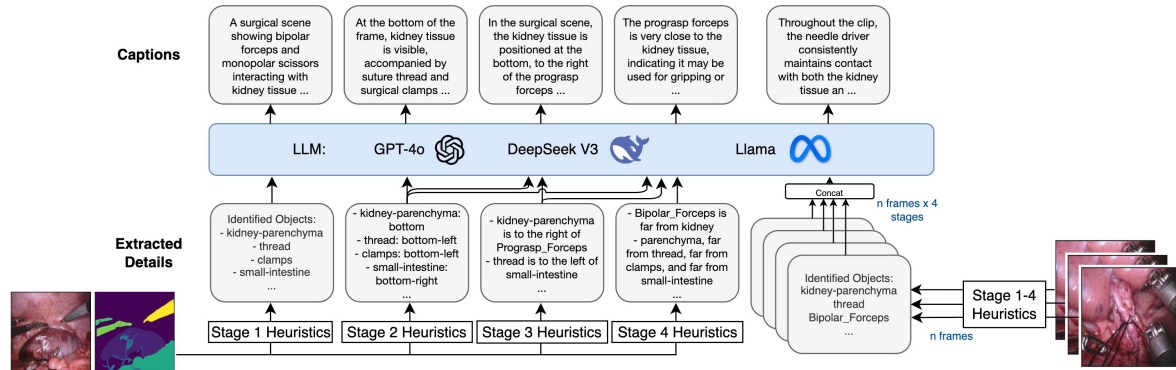 Captions
A surgical scene
showing bipolar
forceps and
monopolar scissors
interacting with
kidney tissue ...
At the bottom of the
frame, kidney tissue
is visible,
accompanied by
suture thread and
surgical clamps ...
In the surgical scene,
the kidney tissue is
positioned at the
bottom, to the right
of the prograsp
forceps ...
The prograsp forceps
is very close to the
kidney tissue,
indicating it may be
used for gripping or
...
Throughout the clip,
the needle driver
consistently
maintains contact
with both the kidney
tissue an ...
LLM:
GPT-4o
DeepSeek V3
Llama
Concat
n frames x 4
stages
Extracted
Details
Identified Objects:
- kidney-parenchyma
- thread
- clamps
- small-intestine
...
- kidney-parenchyma:
bottom
- thread: bottom-left
- clamps: bottom-left
- small-intestine:
bottom-right
...
- kidney-parenchyma
is to the right of
Prograsp_Forceps
- thread is to the left of
small-intestine
...
- Bipolar_Forceps is
far from kidney
- parenchyma, far
from thread, far from
clamps, and far from
small-intestine
...
Identified Objects:
kidney-parenchyma
thread
Bipolar_Forceps
...
Stage 1-4
Heuristics
n frames
Stage 1 Heuristics
Stage 2 Heuristics
Stage 3 Heuristics
Stage 4 Heuristics